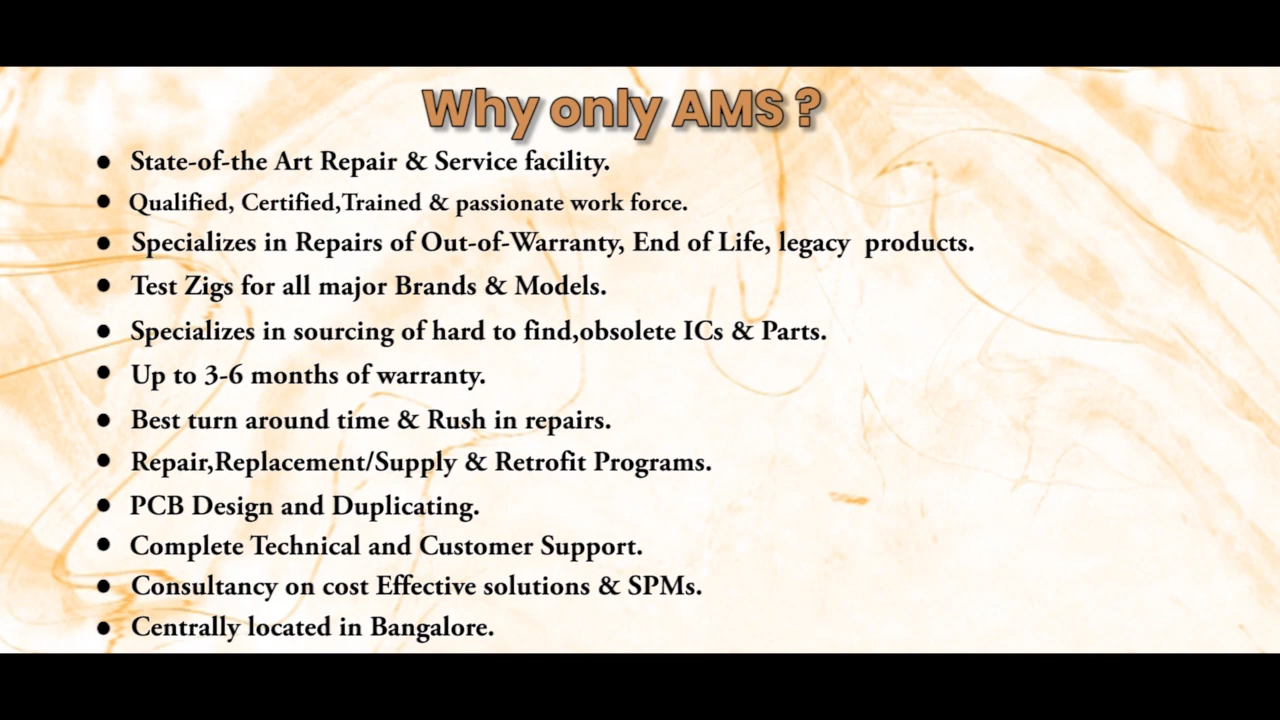 Why only AMS ?
● State-of-the Art Repair & Service facility.
● Qualified, Certified,Trained & passionate work force.
● Specializes in Repairs of Out-of-Warranty, End of Life, legacy  products.
● Test Zigs for all major Brands & Models.
● Specializes in sourcing of hard to find,obsolete ICs & Parts.
● Up to 3-6 months of warranty.
● Best turn around time & Rush in repairs.
● Repair,Replacement/Supply & Retrofit Programs.
● PCB Design and Duplicating.
● Complete Technical and Customer Support.
● Consultancy on cost Effective solutions & SPMs.
● Centrally located in Bangalore.